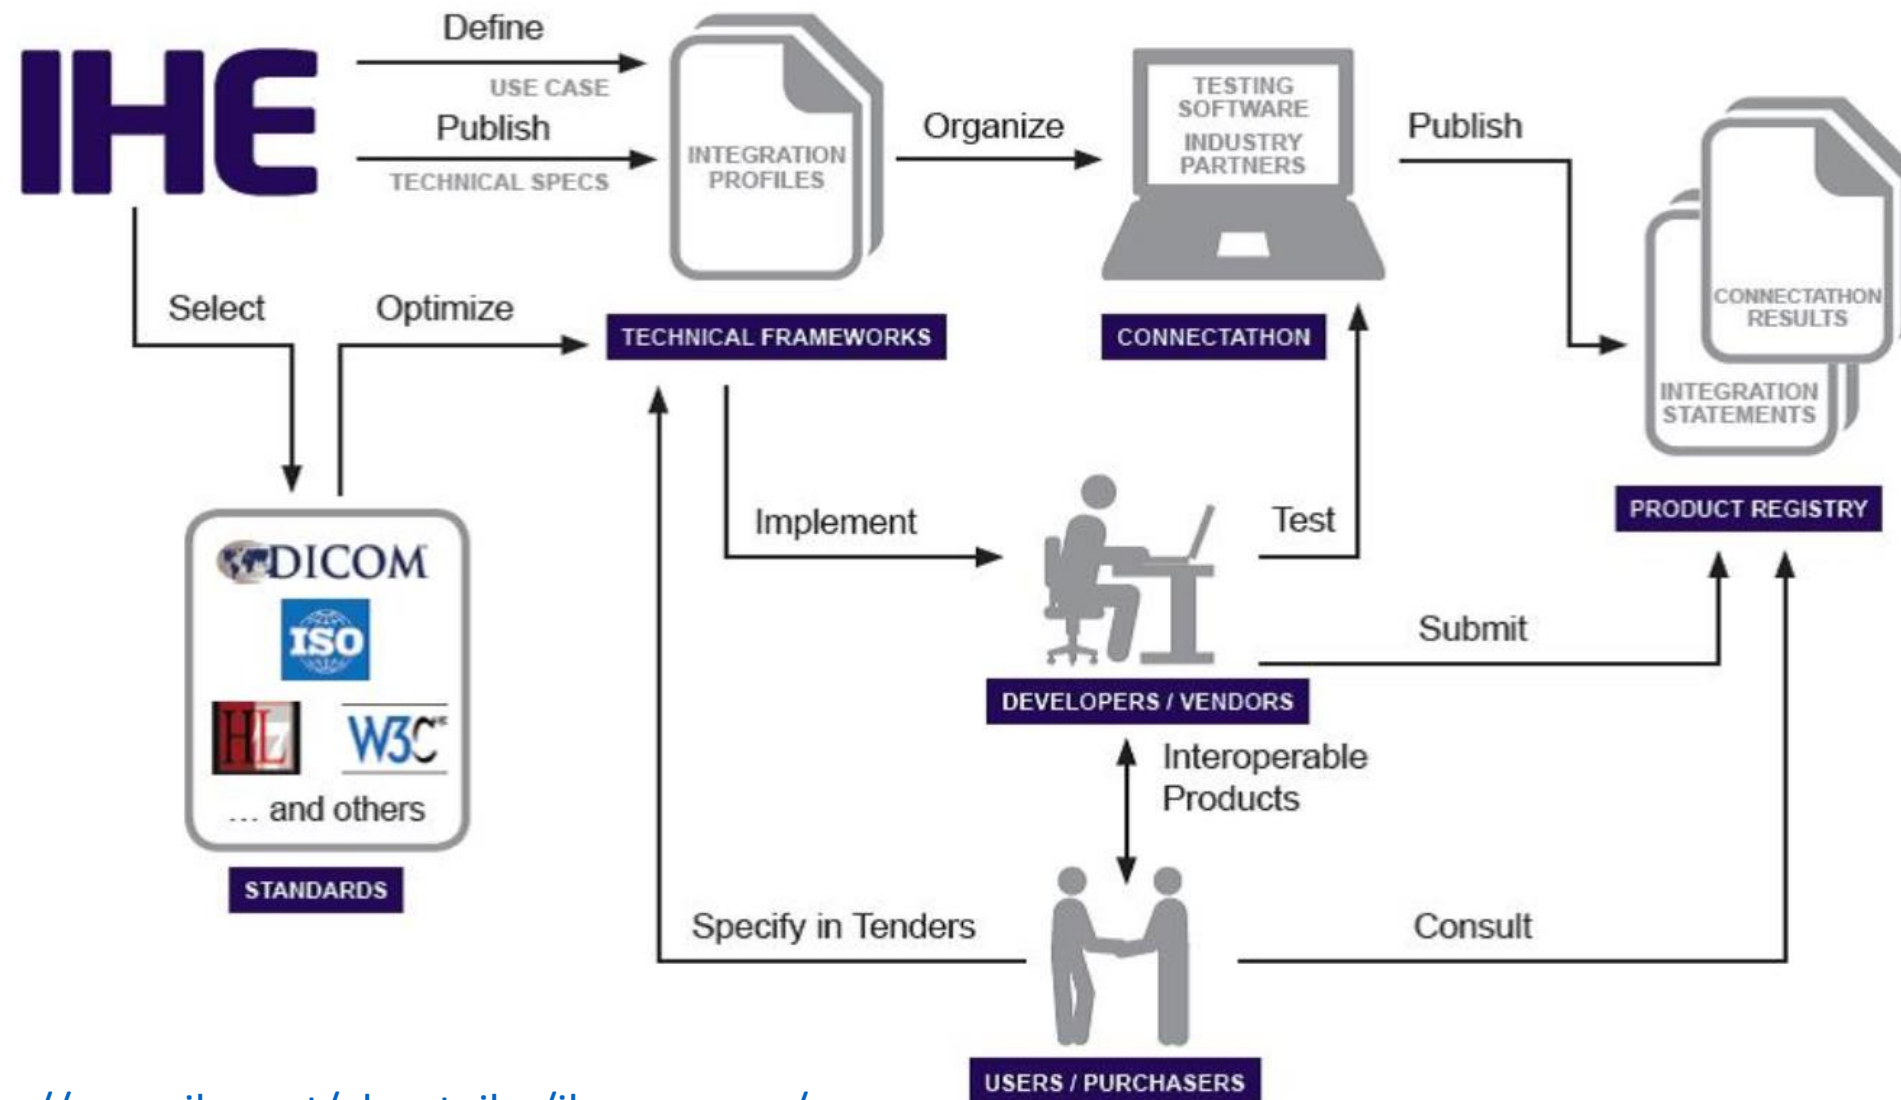 IHE
Define
USE CASE
Publish
TECHNICAL SPECS
INTEGRATION
PROFILES
Organize
TESTING
SOFTWARE
INDUSTRY
PARTNERS
Publish
CONNECTATHON
RESULTS
INTEGRATION
STATEMENTS
Select
Optimize
TECHNICAL FRAMEWORKS
CONNECTATHON
PRODUCT REGISTRY
DICOM
ISO
HL7
W3C
... and others
STANDARDS
Implement
Test
Submit
DEVELOPERS / VENDORS
Interoperable
Products
Specify in Tenders
Consult
USERS / PURCHASERS